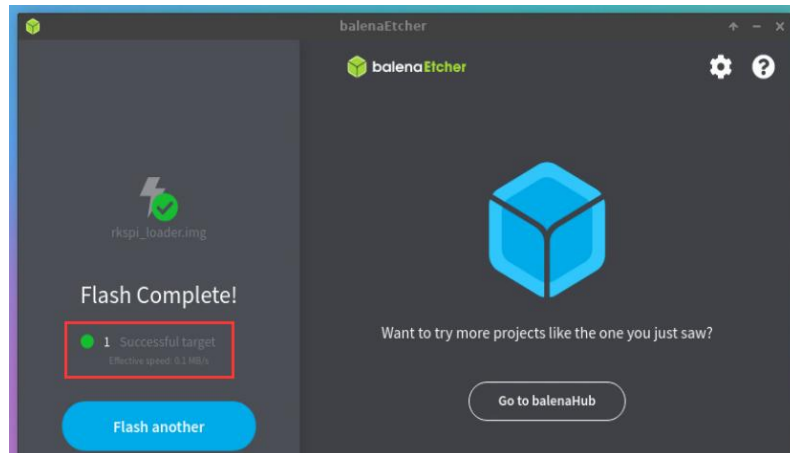 balenaEtcher
balenaEtcher
rkspi_loader.img
Flash Complete!
1 Successful target
Effective speed: 0.1 MB/s
Flash another
Want to try more projects like the one you just saw?
Go to balenaHub